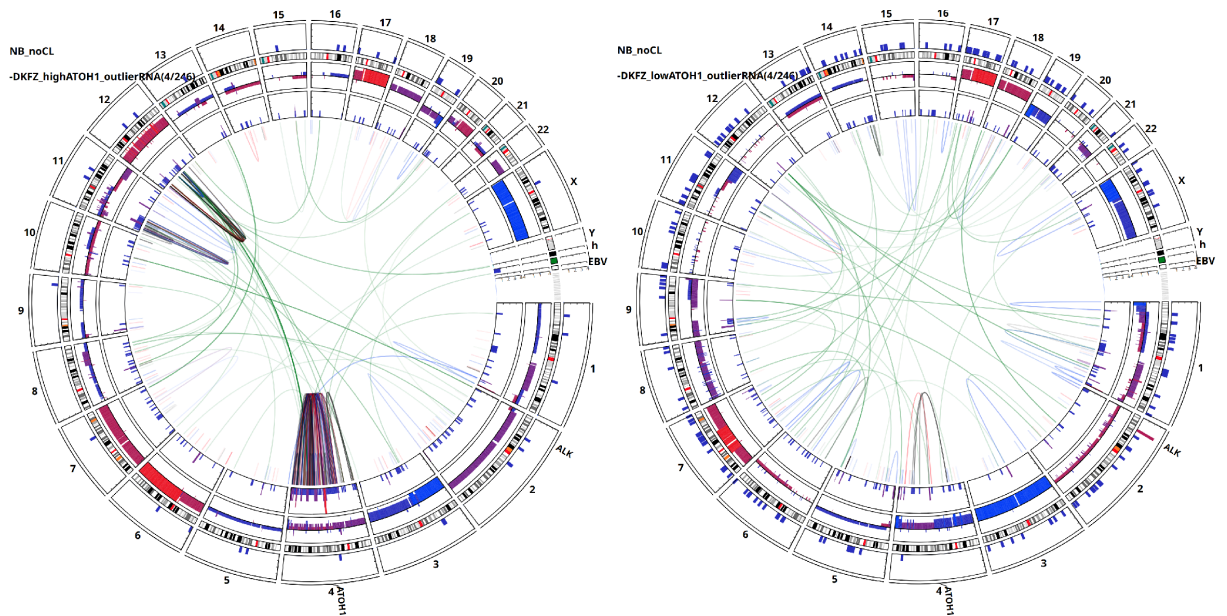 NB_noCL
-DKFZ_highATOH1_outlierRNA(4/246)
15
16
17
18
19
20
21
22
X
Y
h
EBV
1
ALK
2
3
4
ATOH1
5
6
7
8
9
10
11
12
13
14
NB_noCL
-DKFZ_lowATOH1_outlierRNA(4/246)
15
16
17
18
19
20
21
22
X
Y
h
EBV
1
ALK
2
3
4
ATOH1
5
6
7
8
9
10
11
12
13
14